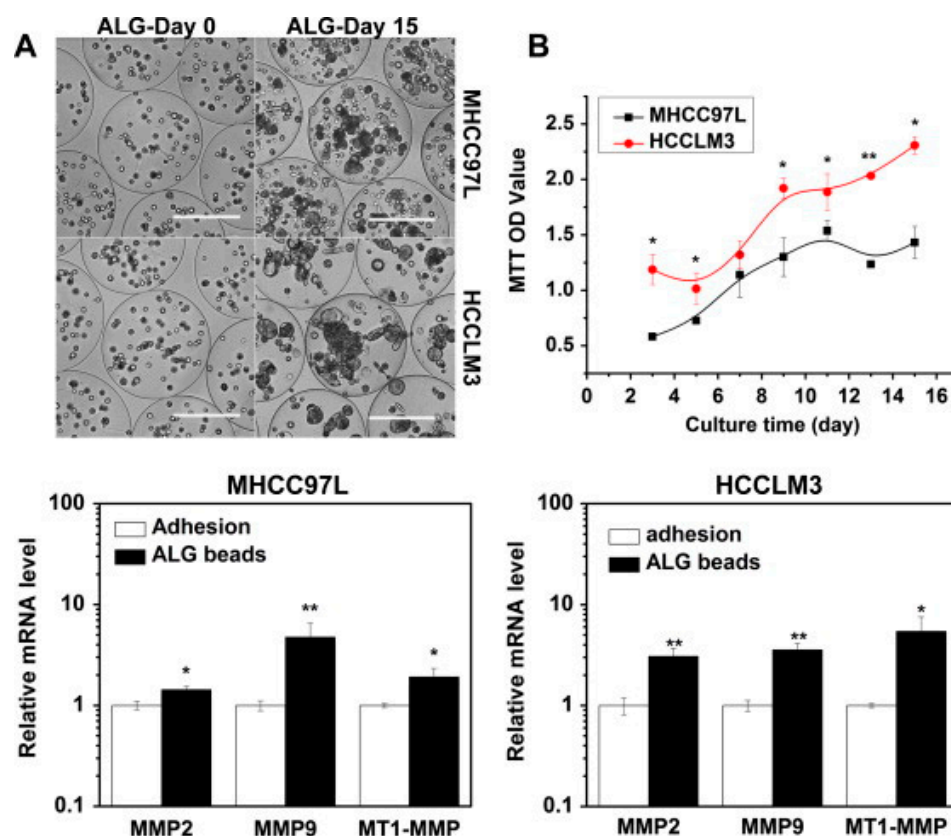 A
ALG-Day 0
ALG-Day 15
MHCC97L
HCCLM3
B
MHCC97L
HCCLM3
MTT OD Value
2.5
2.0
1.5
1.0
0.5
*
*
*
*
**
*
0 2 4 6 8 10 12 14 16
Culture time (day)
MHCC97L
Adhesion
ALG beads
Relative mRNA level
100
10
1
0.1
*
**
*
MMP2 MMP9 MT1-MMP
HCCLM3
adhesion
ALG beads
Relative mRNA level
100
10
1
0.1
**
**
*
MMP2 MMP9 MT1-MMP